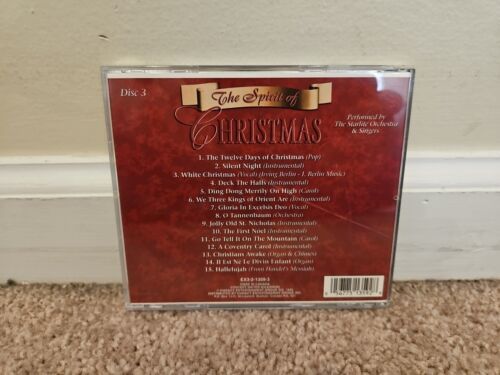 Disc 3
The Spirit of
CHRISTMAS
Performed by
The Starlite Orchestra
& Singers
1. The Twelve Days of Christmas (Pop)
2. Silent Night (Instrumental)
3. White Christmas (Vocal) (Irving Berlin - I. Berlin Music)
4. Deck The Halls (Instrumental)
5. Ding Dong Merrily On High (Carol)
6. We Three Kings of Orient Are (Instrumental)
7. Gloria In Excelsis Deo (Vocal)
8. O Tannenbaum (Orchestra)
9. Jolly Old St. Nicholas (Instrumental)
10. The First Noel (Instrumental)
11. Go Tell It On The Mountain (Carol)
12. A Coventry Carol (Instrumental)
13. Christians Awake (Organ & Chimes)
14. Il Est Né Le Divin Enfant (Organ)
15. Hallelujah (From Handel's Messiah)